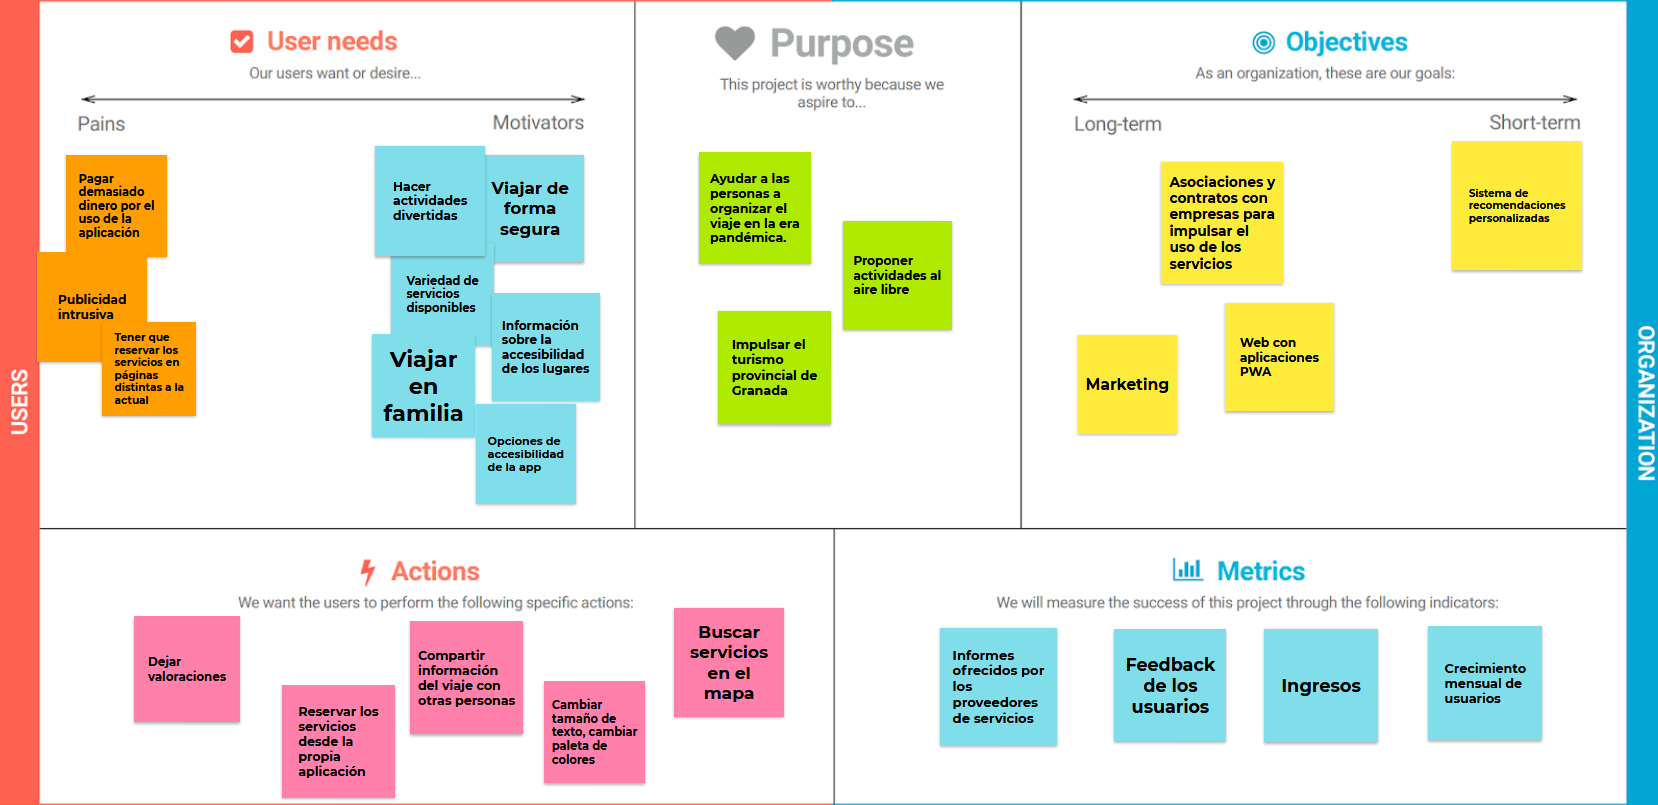 USERS
User needs
Our users want or desire...
Pains
Motivators
Pagar
demasiado
dinero por el
uso de la
aplicación
Publicidad
intrusiva
Tener que
reservar los
servicios en
páginas
distintas a la
actual
Hacer
actividades
divertidas
Viajar de
forma
segura
Variedad de
servicios
disponibles
Información
sobre la
accesibilidad
de los lugares
Viajar
en
familia
Opciones de
accesibilidad
de la app
Purpose
This project is worthy because we
aspire to...
Ayudar a las
personas a
organizar el
viaje en la era
pandémica.
Proponer
actividades al
aire libre
Impulsar el
turismo
provincial de
Granada
Objectives
As an organization, these are our goals:
Long-term
Short-term
Asociaciones y
contratos con
empresas para
impulsar el
uso de los
servicios
Sistema de
recomendaciones
personalizadas
Marketing
Web con
aplicaciones
PWA
ORGANIZATION
Actions
We want the users to perform the following specific actions:
Dejar
valoraciones
Reservar los
servicios
desde la
propia
aplicación
Compartir
información
del viaje con
otras personas
Cambiar
tamaño de
texto, cambiar
paleta de
colores
Buscar
servicios
en el
mapa
Metrics
We will measure the success of this project through the following indicators:
Informes
ofrecidos por
los
proveedores
de servicios
Feedback
de los
usuarios
Ingresos
Crecimiento
mensual de
usuarios